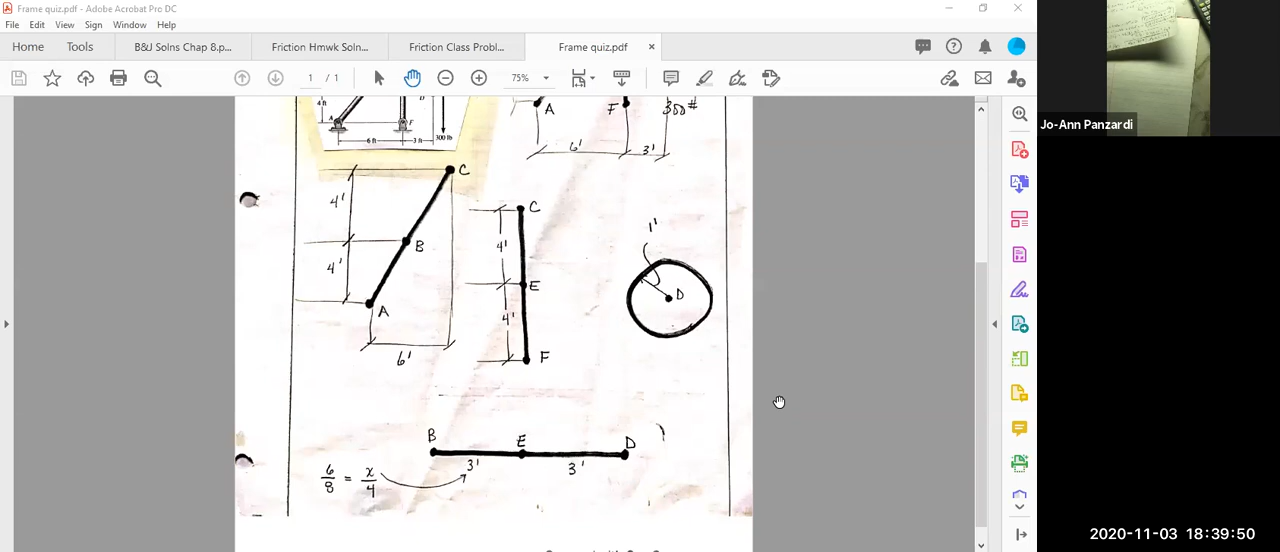 Frame quiz.pdf - Adobe Acrobat Pro DC
File Edit View Sign Window Help
Home Tools B&J Solns Chap 8.p... Friction Hmwk Soln... Friction Class Probl... Frame quiz.pdf ×
1 / 1 75%
Jo-Ann Panzardi
4 ft
A
F
6 ft
3 ft
300 lb
A
F
300#
6'
3'
C
4'
B
4'
A
6'
C
4'
E
4'
F
1'
D
B E D
3' 3'
6/8 = x/4
2020-11-03 18:39:50